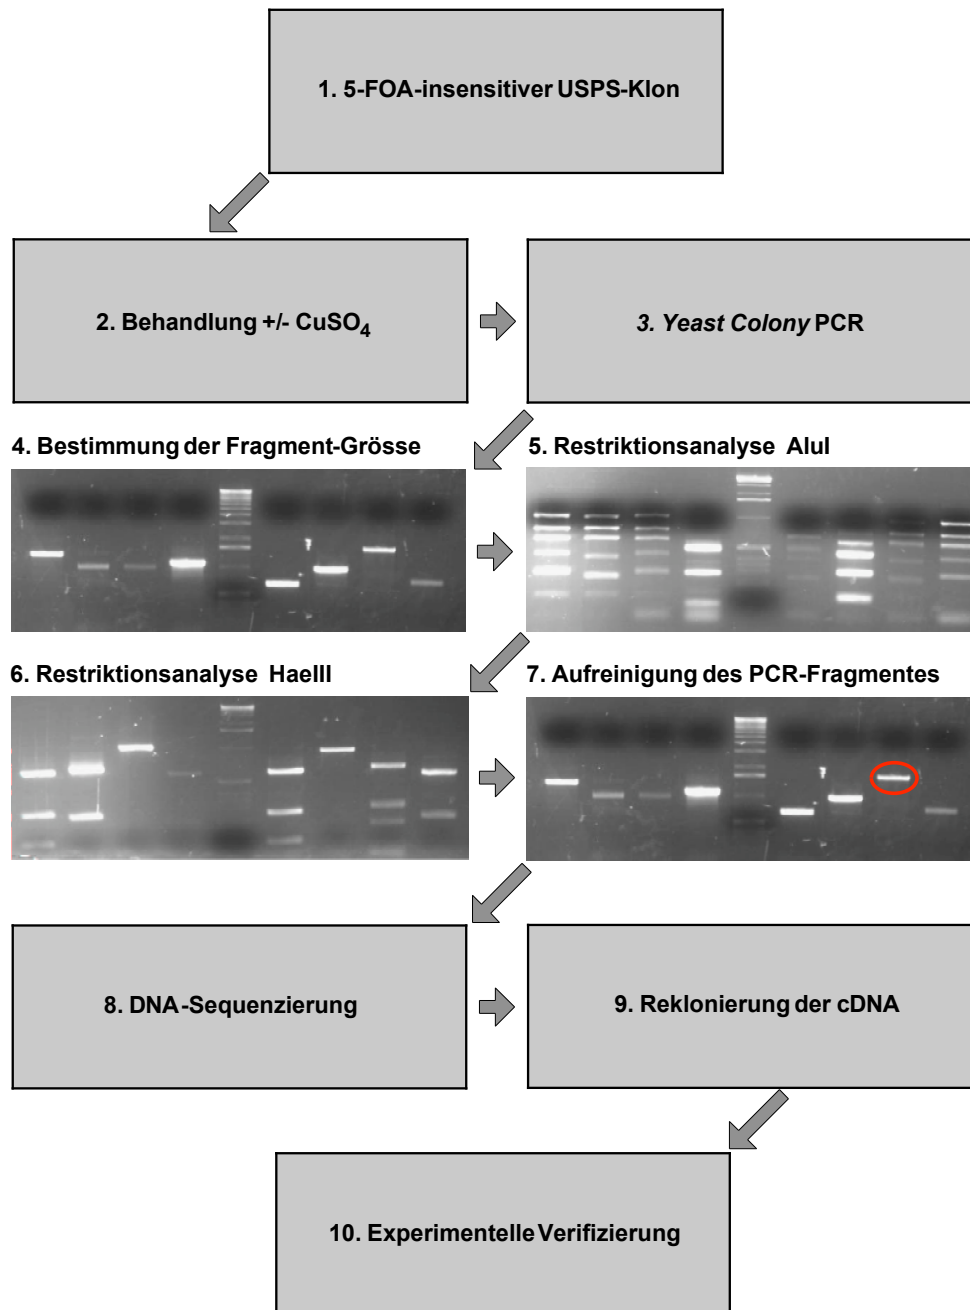 1. 5-FOA-insensitiver USPS-Klon
2. Behandlung +/- CuSO4
3. Yeast Colony PCR
4. Bestimmung der Fragment-Grösse
5. Restriktionsanalyse AluI
6. Restriktionsanalyse HaeIII
7. Aufreinigung des PCR-Fragmentes
8. DNA-Sequenzierung
9. Reklonierung der cDNA
10. Experimentelle Verifizierung